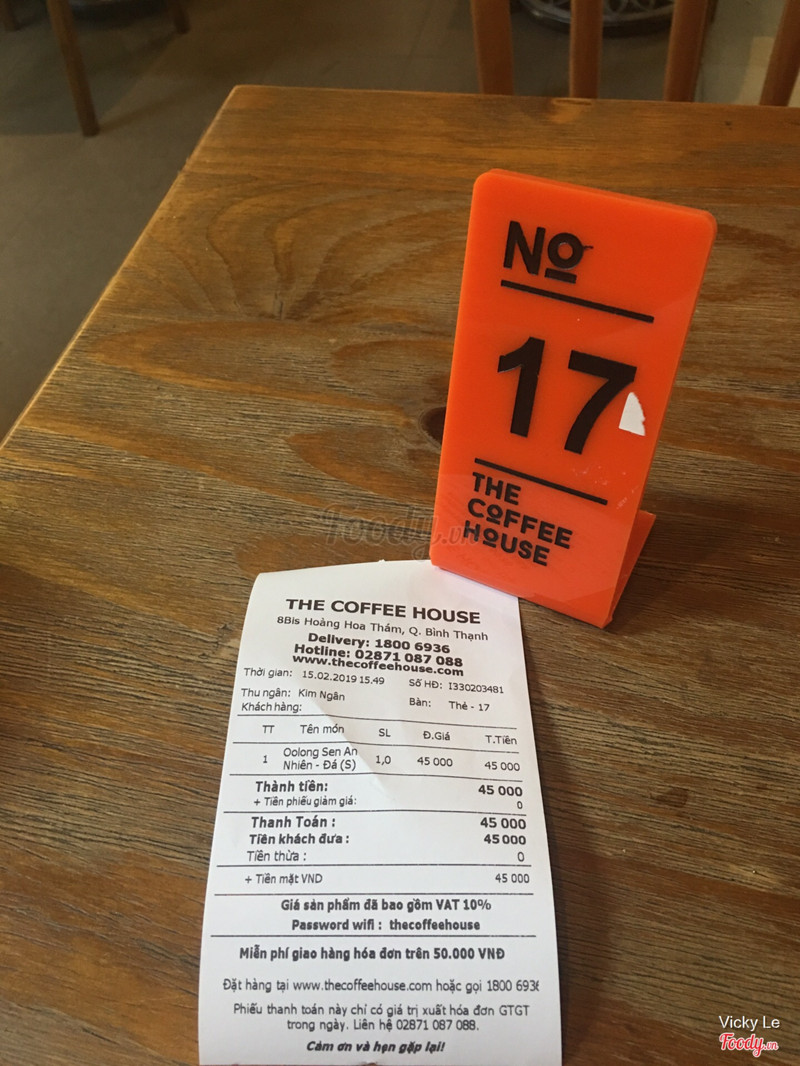 No
17
THE
COFFEE
HOUSE
Foody.vn
THE COFFEE HOUSE
8Bis Hoàng Hoa Thám, Q. Bình Thạnh
Delivery: 1800 6936
Hotline: 02871 087 088
www.thecoffeehouse.com
Thời gian: 15.02.2019 15.49 Số HĐ: I330203481
Thu ngân: Kim Ngân Bàn: Thẻ - 17
Khách hàng:
TT Tên món SL Đ.Giá T.Tiền
1 Oolong Sen An Nhiên - Đá (S) 1,0 45 000 45 000
Thành tiền: 45 000
+ Tiền phiếu giảm giá: 0
Thanh Toán : 45 000
Tiền khách đưa : 45 000
Tiền thừa : 0
+ Tiền mặt VND 45 000
Giá sản phẩm đã bao gồm VAT 10%
Password wifi : thecoffeehouse
Miễn phí giao hàng hóa đơn trên 50.000 VNĐ
Đặt hàng tại www.thecoffeehouse.com hoặc gọi 1800 6936
Phiếu thanh toán này chỉ có giá trị xuất hóa đơn GTGT
trong ngày. Liên hệ 02871 087 088.
Cảm ơn và hẹn gặp lại!
Vicky Le
Foody.vn